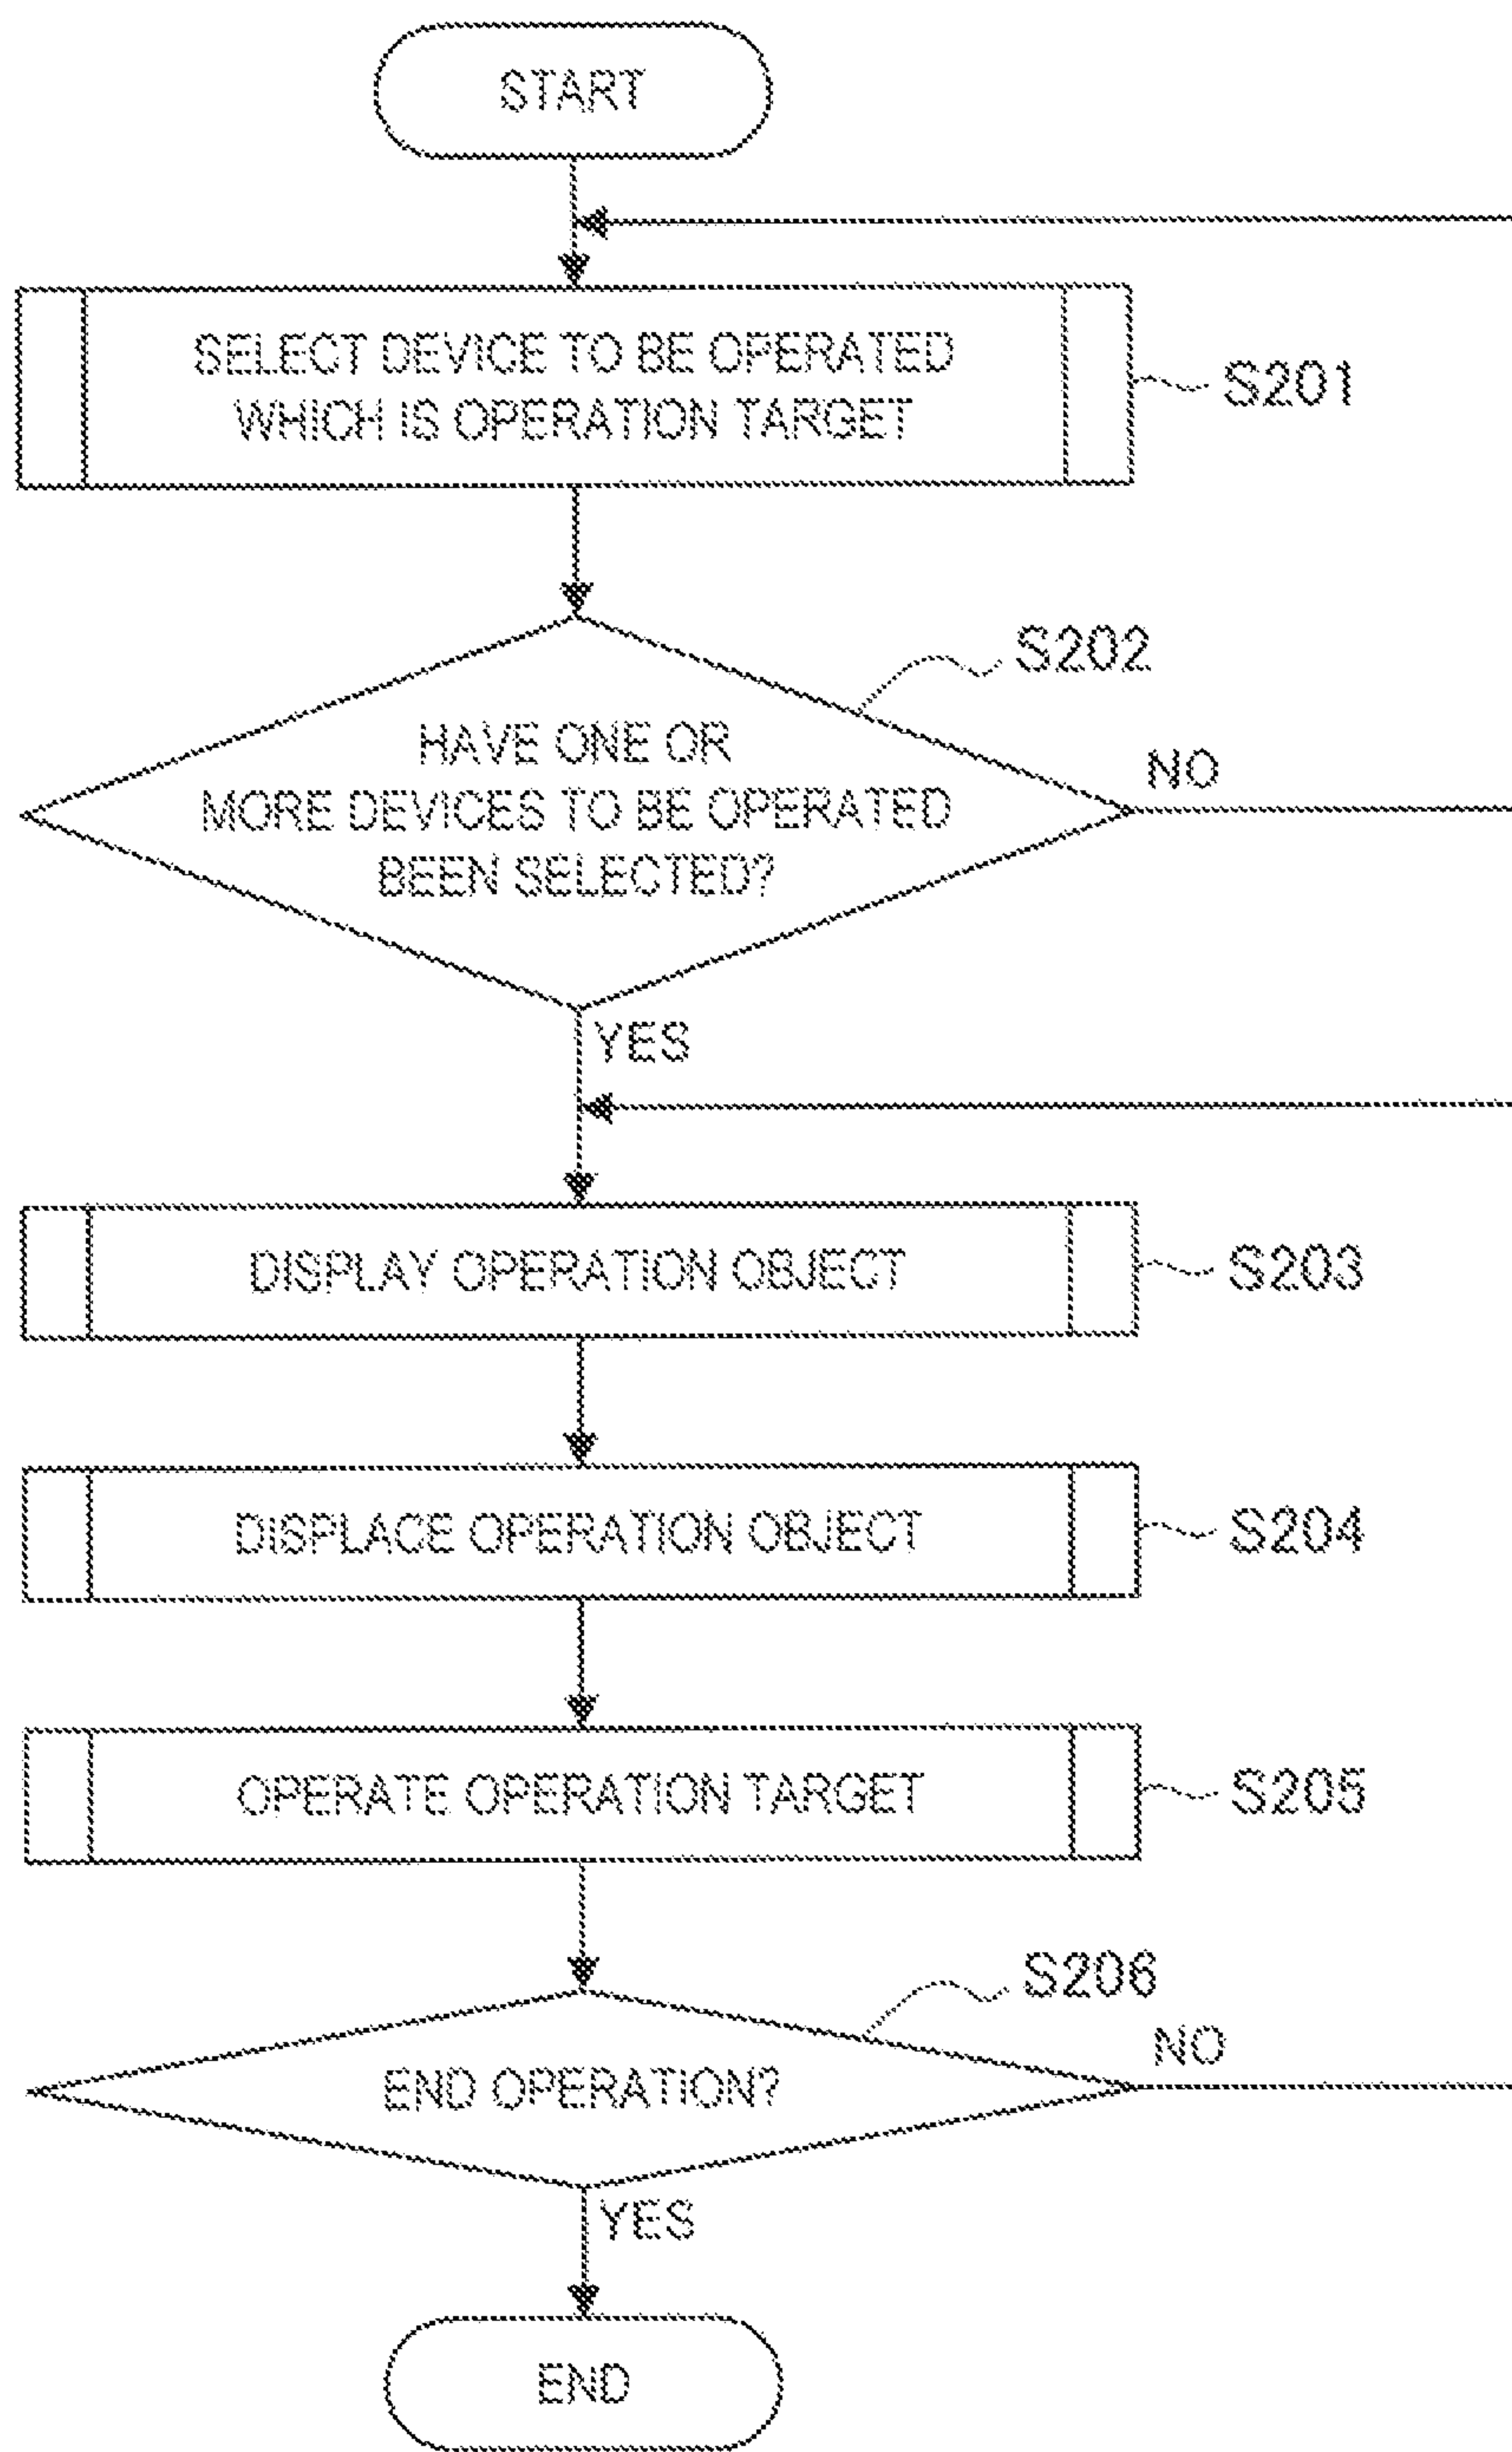 START
SELECT DEVICE TO BE OPERATED
WHICH IS OPERATION TARGET
S201
S202
HAVE ONE OR
MORE DEVICES TO BE OPERATED
BEEN SELECTED?
NO
YES
DISPLAY OPERATION OBJECT
S203
DISPLACE OPERATION OBJECT
S204
OPERATE OPERATION TARGET
S205
S206
END OPERATION?
NO
YES
END